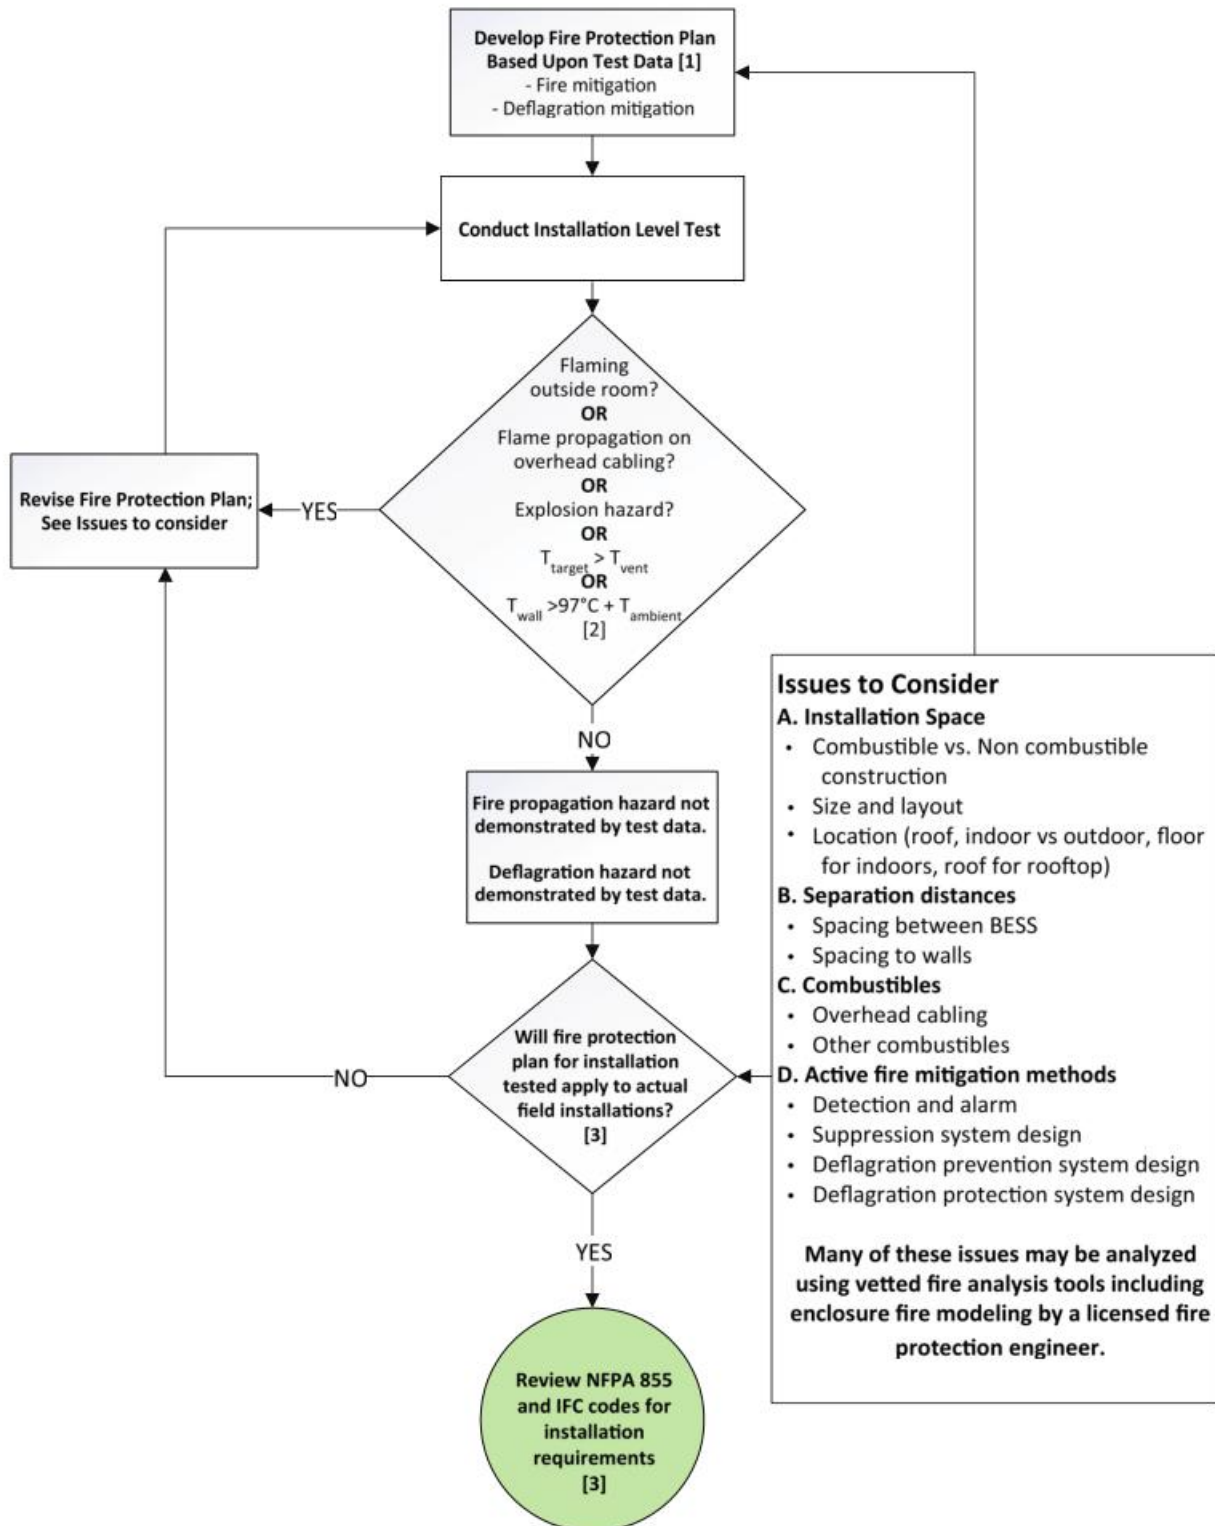 Develop Fire Protection Plan
Based Upon Test Data [1]
- Fire mitigation
- Deflagration mitigation
Conduct Installation Level Test
Flaming
outside room?
OR
Flame propagation on
overhead cabling?
OR
Explosion hazard?
OR
Ttarget > Tvent
OR
Twall >97°C + Tambient
[2]
YES
Revise Fire Protection Plan;
See Issues to consider
NO
Fire propagation hazard not
demonstrated by test data.
Deflagration hazard not
demonstrated by test data.
Will fire protection
plan for installation
tested apply to actual
field installations?
[3]
NO
YES
Review NFPA 855
and IFC codes for
installation
requirements
[3]
Issues to Consider
A. Installation Space
• Combustible vs. Non combustible
construction
• Size and layout
• Location (roof, indoor vs outdoor, floor
for indoors, roof for rooftop)
B. Separation distances
• Spacing between BESS
• Spacing to walls
C. Combustibles
• Overhead cabling
• Other combustibles
D. Active fire mitigation methods
• Detection and alarm
• Suppression system design
• Deflagration prevention system design
• Deflagration protection system design
Many of these issues may be analyzed
using vetted fire analysis tools including
enclosure fire modeling by a licensed fire
protection engineer.